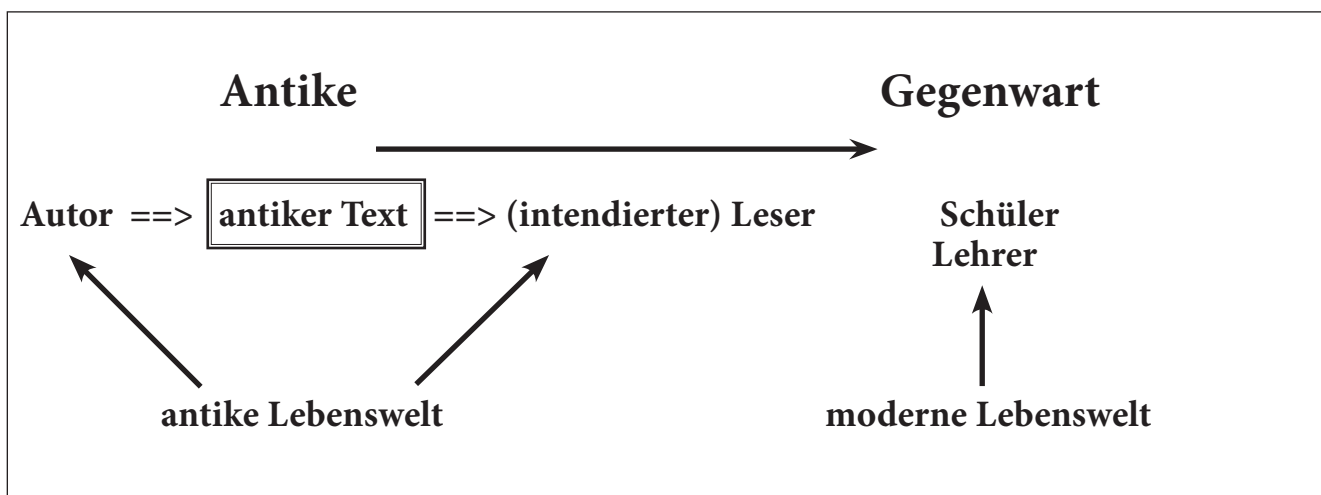 Antike Gegenwart
Autor ==> antiker Text ==> (intendierter) Leser Schüler
Lehrer
antike Lebenswelt moderne Lebenswelt